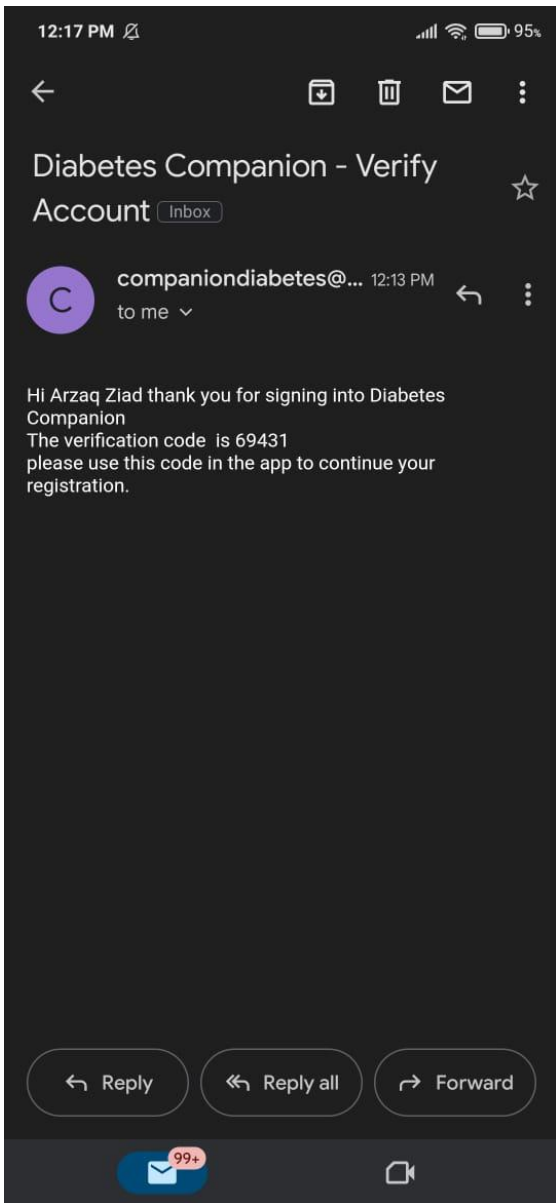 12:17 PM 95%
Diabetes Companion - Verify
Account Inbox
companiondiabetes@... 12:13 PM
C
to me
Hi Arzaq Ziad thank you for signing into Diabetes
Companion
The verification code  is 69431
please use this code in the app to continue your
registration.
Reply Reply all Forward
99+